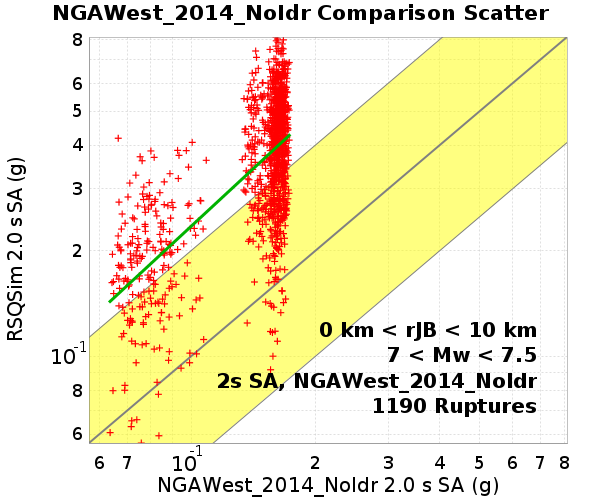 NGAWest_2014_NoIdr Comparison Scatter
8
6
5
4
3
2
10-1
8
6
RSQSim 2.0 s SA (g)
0 km < rJB < 10 km
7 < Mw < 7.5
2s SA, NGAWest_2014_NoIdr
1190 Ruptures
6 7 10-1 2 3 4 5 6 7 8
NGAWest_2014_NoIdr 2.0 s SA (g)